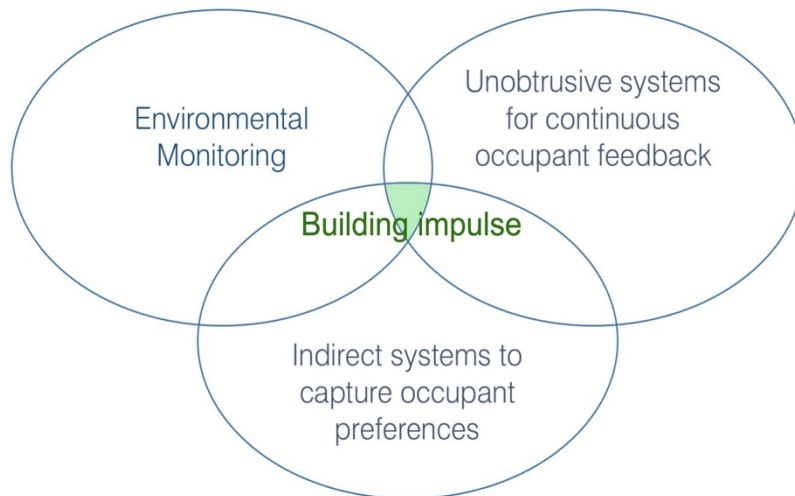 Environmental
Monitoring
Unobtrusive systems
for continuous
occupant feedback
Building impulse
Indirect systems to
capture occupant
preferences